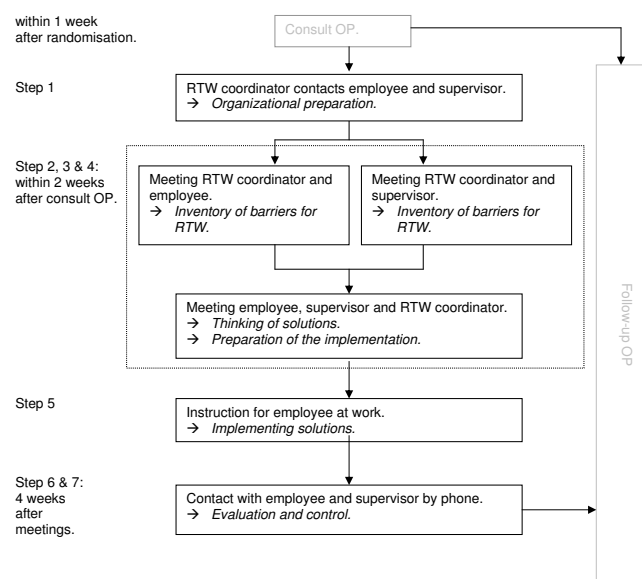 within 1 week
after randomisation.
Consult OP.
Step 1
RTW coordinator contacts employee and supervisor.
→ Organizational preparation.
Step 2, 3 & 4:
within 2 weeks
after consult OP.
Meeting RTW coordinator and
employee.
→ Inventory of barriers for
RTW.
Meeting RTW coordinator and
supervisor.
→ Inventory of barriers for
RTW.
Meeting employee, supervisor and RTW coordinator.
→ Thinking of solutions.
→ Preparation of the implementation.
Step 5
Instruction for employee at work.
→ Implementing solutions.
Step 6 & 7:
4 weeks
after
meetings.
Contact with employee and supervisor by phone.
→ Evaluation and control.
Follow-up OP